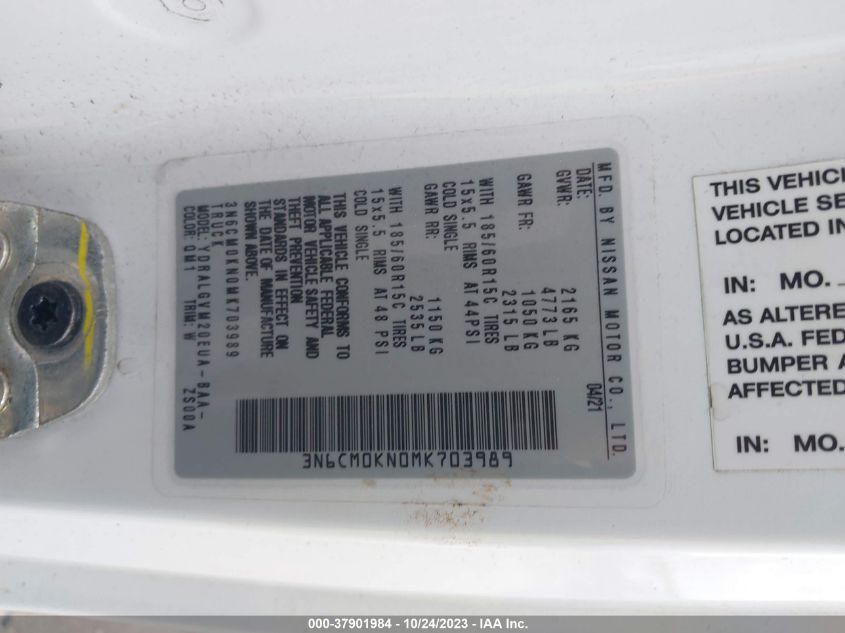 MFD. BY NISSAN MOTOR CO., LTD.
DATE: 04/21
GVWR: 2165 KG
4773LB
GAWR FR: 1050 KG
2315 LB
WITH 185/60R15C TIRES
15x5.5 RIMS AT 44PSI
COLD SINGLE
GAWR RR: 1150 KG
2535 LB
WITH 185/60R15C TIRES
15x5.5 RIMS AT 48 PSI
COLD SINGLE
THIS VEHICLE CONFORMS TO
ALL APPLICABLE FEDERAL
MOTOR VEHICLE SAFETY AND
THEFT PREVENTION
STANDARDS IN EFFECT ON
THE DATE OF MANUFACTURE
SHOWN ABOVE.
3N6CM0KN0MK703989
TRUCK
MODEL: YDRALGVM20EUA-BAA-
2S00A
COLOR: QM1 TRIM: W
3N6CM0KN0MK703989
THIS VEHICL
VEHICLE SE
LOCATED IN
IN: MO.
AS ALTERE
U.S.A. FED
BUMPER A
AFFECTED
IN: MO.
000-37901984 - 10/24/2023 - IAA Inc.